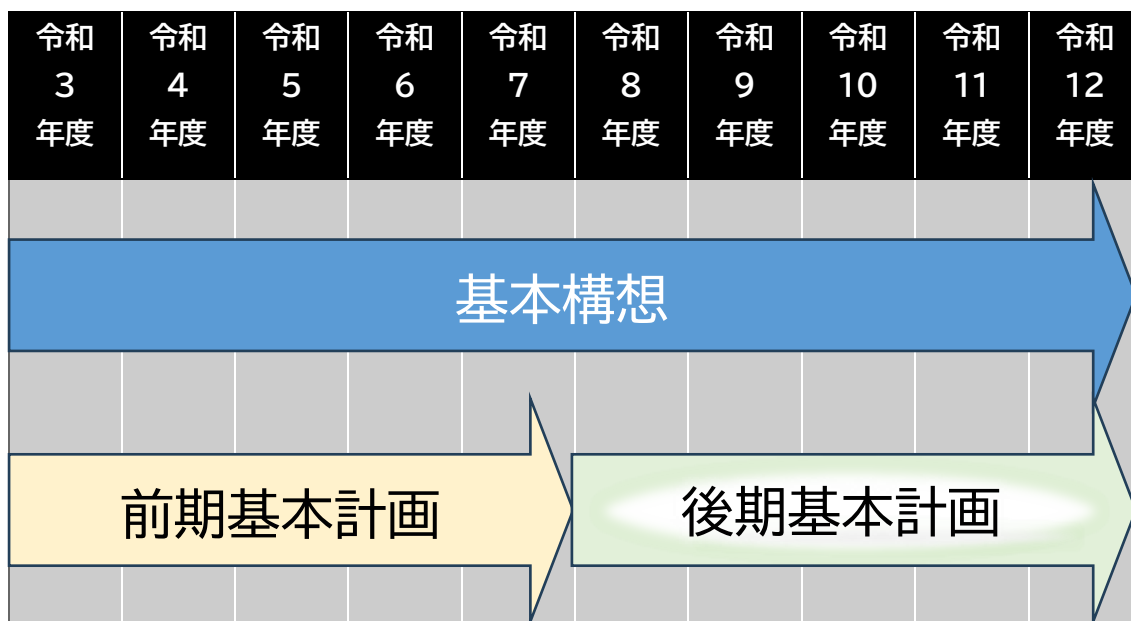 令和 令和 令和 令和 令和 令和 令和 令和 令和 令和
3 4 5 6 7 8 9 10 11 12
年度 年度 年度 年度 年度 年度 年度 年度 年度 年度
基本構想
前期基本計画 後期基本計画